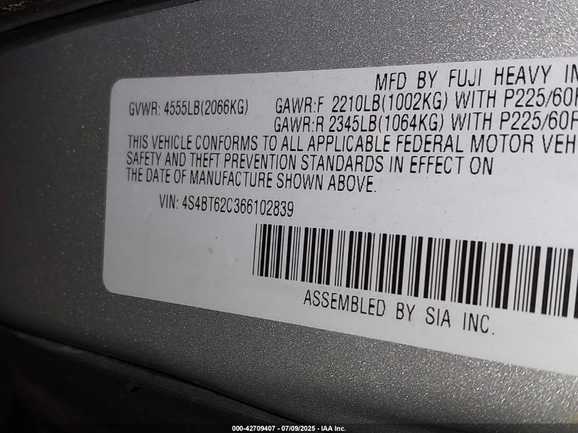 MFD BY FUJI HEAVY IN
GVWR: 4555LB(2066KG) GAWR:F 2210LB(1002KG) WITH P225/60
GAWR:R 2345LB(1064KG) WITH P225/60R
THIS VEHICLE CONFORMS TO ALL APPLICABLE FEDERAL MOTOR VEH
SAFETY AND THEFT PREVENTION STANDARDS IN EFFECT ON
THE DATE OF MANUFACTURE SHOWN ABOVE.
VIN: 4S4BT62C366102839
ASSEMBLED BY SIA INC.
000-42709407 - 07/09/2025 - IAA Inc.